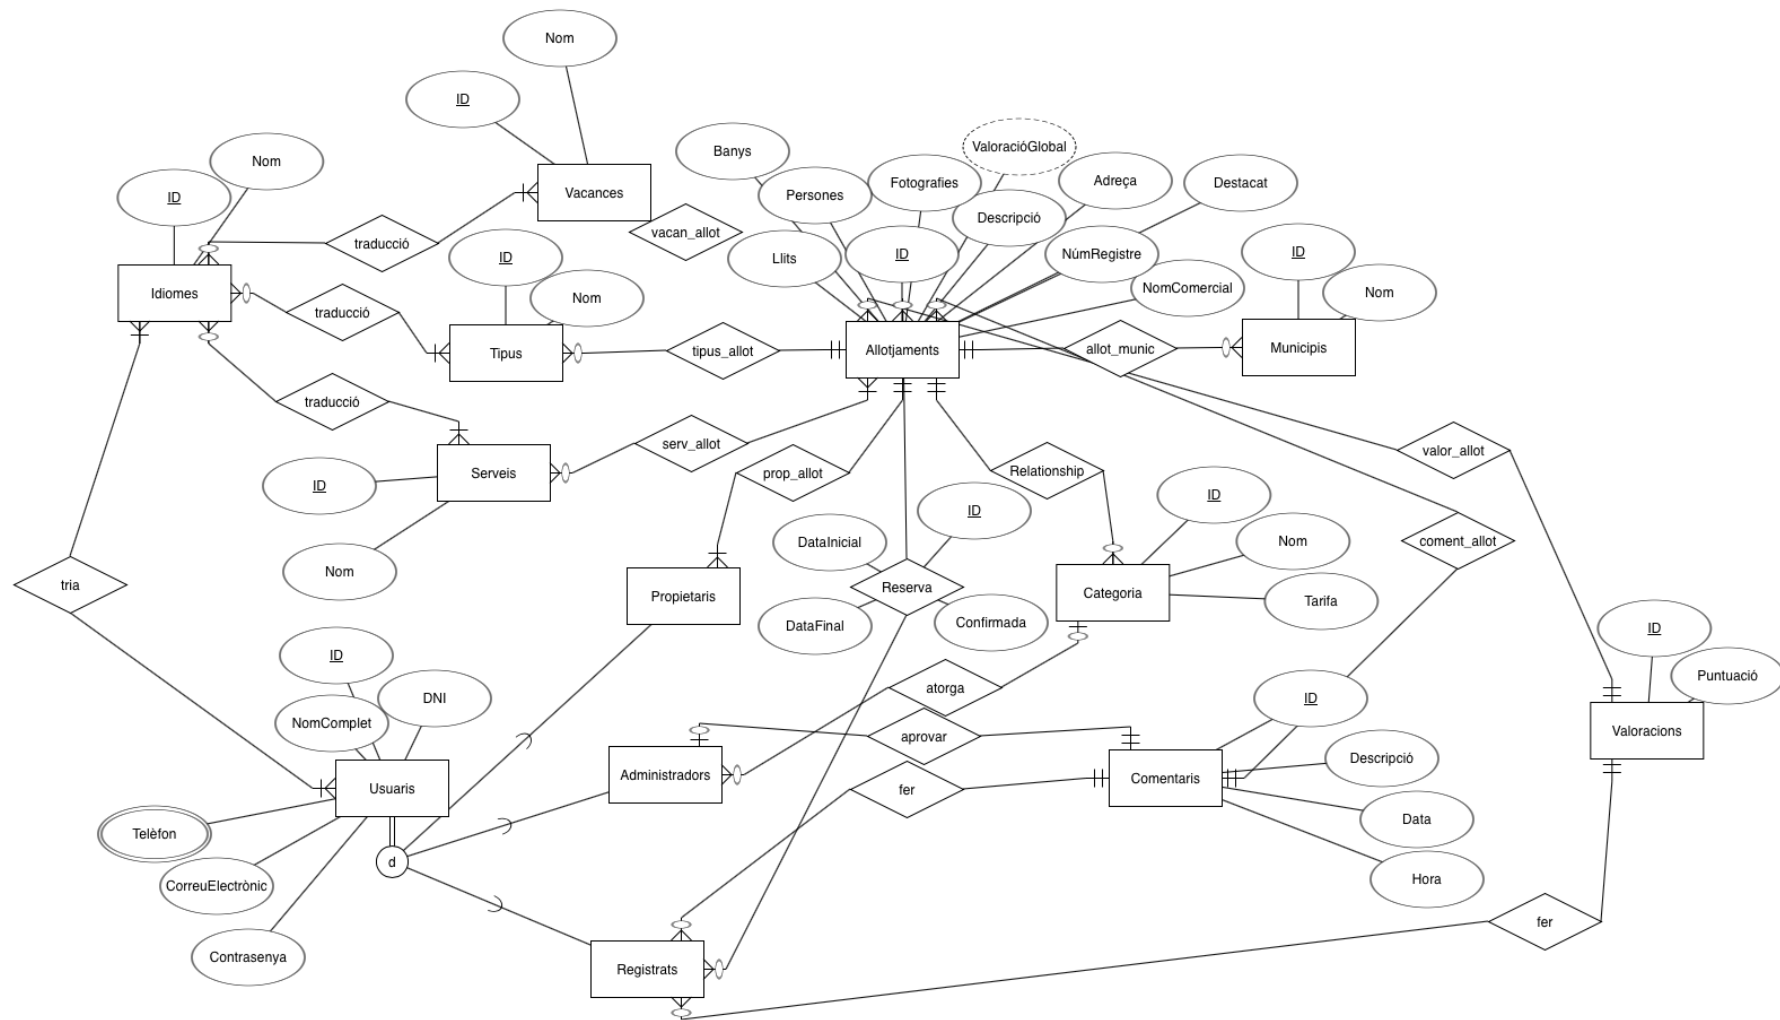 Nom
ID
ValoracióGlobal
Banys
Nom
Fotografies
Adreça
Destacat
Vacances
Persones
ID
Descripció
vacan_allot
traducció
ID
Llits
ID
NúmRegistre
ID
NomComercial
Idiomes
Nom
Nom
traducció
Tipus
tipus_allot
Allotjaments
allot_munic
Municipis
traducció
serv_allot
valor_allot
Serveis
prop_allot
Relationship
ID
ID
ID
DataInicial
Nom
coment_allot
Nom
tria
Propietaris
Reserva
Categoria
Tarifa
DataFinal
Confirmada
ID
ID
Puntuació
atorga
DNI
ID
NomComplet
aprovar
Valoracions
Administradors
Comentaris
Descripció
Usuaris
fer
Data
Telèfon
d
Hora
CorreuElectrònic
fer
Contrasenya
Registrats